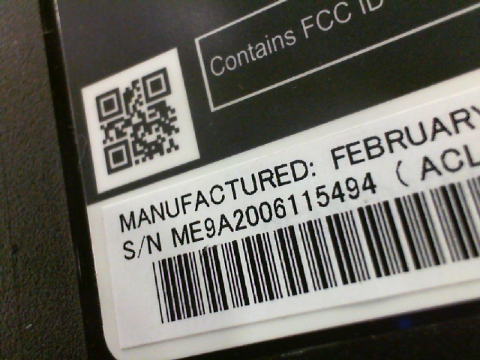 Contains FCC ID
MANUFACTURED: FEBRUARY
S/N ME9A2006115494 ( ACL